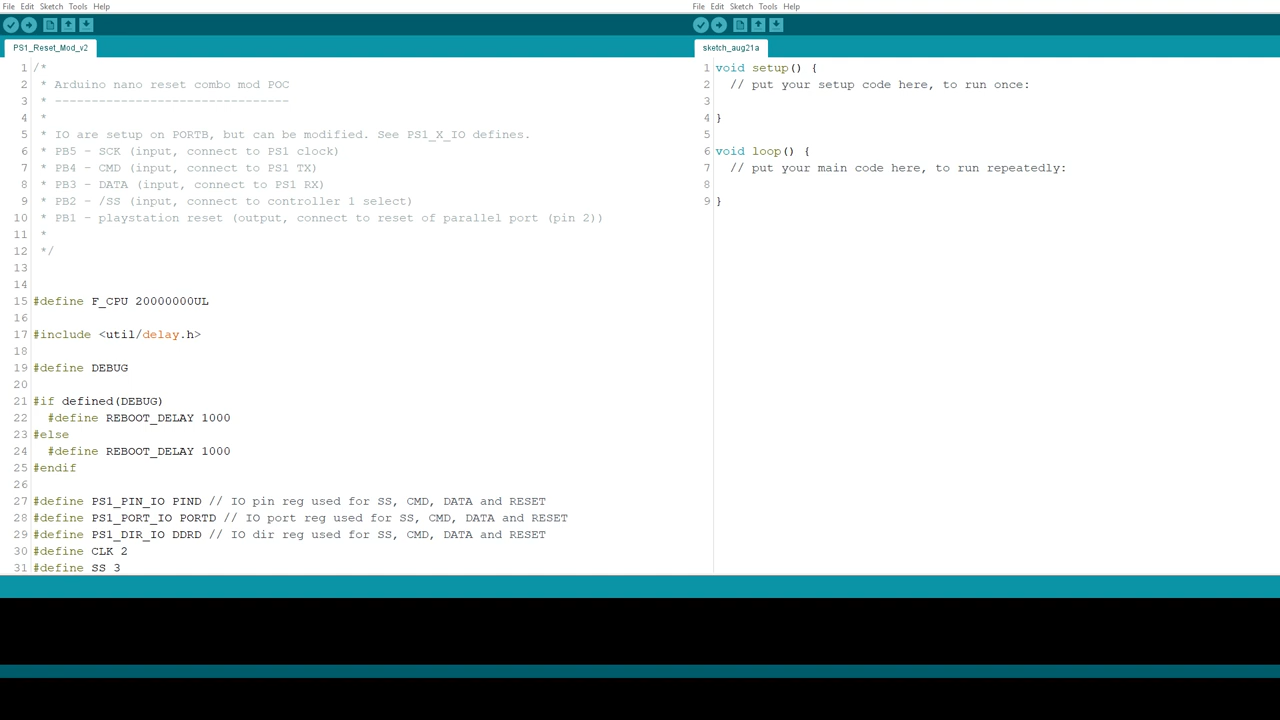 File Edit Sketch Tools Help
PS1_Reset_Mod_v2
1 /*
2 * Arduino nano reset combo mod POC
3 * --------------------------------
4 *
5 * IO are setup on PORTB, but can be modified. See PS1_X_IO defines.
6 * PB5 - SCK (input, connect to PS1 clock)
7 * PB4 - CMD (input, connect to PS1 TX)
8 * PB3 - DATA (input, connect to PS1 RX)
9 * PB2 - /SS (input, connect to controller 1 select)
10 * PB1 - playstation reset (output, connect to reset of parallel port (pin 2))
11 *
12 */
13
14
15 #define F_CPU 20000000UL
16
17 #include <util/delay.h>
18
19 #define DEBUG
20
21 #if defined(DEBUG)
22 #define REBOOT_DELAY 1000
23 #else
24 #define REBOOT_DELAY 1000
25 #endif
26
27 #define PS1_PIN_IO PIND // IO pin reg used for SS, CMD, DATA and RESET
28 #define PS1_PORT_IO PORTD // IO port reg used for SS, CMD, DATA and RESET
29 #define PS1_DIR_IO DDRD // IO dir reg used for SS, CMD, DATA and RESET
30 #define CLK 2
31 #define SS 3
File Edit Sketch Tools Help
sketch_aug21a
1 void setup() {
2 // put your setup code here, to run once:
3
4 }
5
6 void loop() {
7 // put your main code here, to run repeatedly:
8
9 }